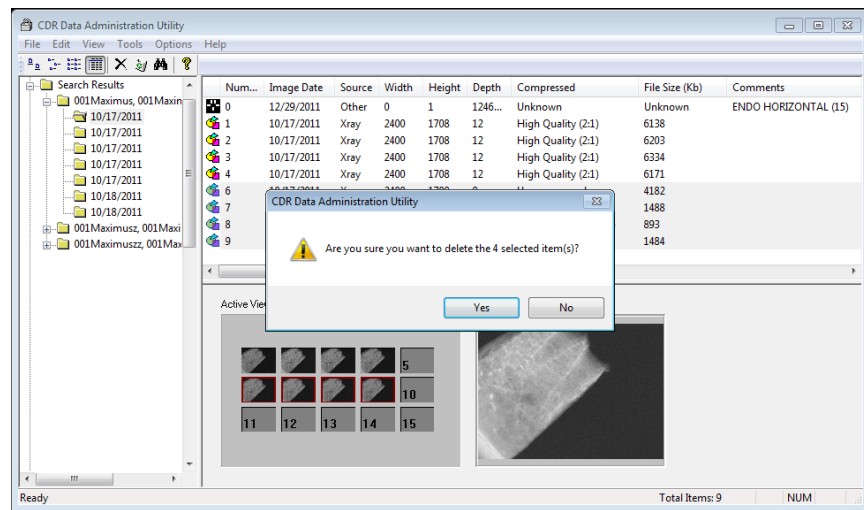 CDR Data Administration Utility
File Edit View Tools Options Help
Search Results
001Maximus, 001Maxin
10/17/2011
10/17/2011
10/17/2011
10/17/2011
10/17/2011
10/18/2011
10/18/2011
001Maximusz, 001Maxi
001Maximuszz, 001Max
Num... Image Date Source Width Height Depth Compressed File Size (Kb) Comments
0 12/29/2011 Other 0 1 1246... Unknown Unknown ENDO HORIZONTAL (15)
1 10/17/2011 Xray 2400 1708 12 High Quality (2:1) 6138
2 10/17/2011 Xray 2400 1708 12 High Quality (2:1) 6203
3 10/17/2011 Xray 2400 1708 12 High Quality (2:1) 6334
4 10/17/2011 Xray 2400 1708 12 High Quality (2:1) 6171
6 4182
7 1488
8 893
9 1484
CDR Data Administration Utility
Are you sure you want to delete the 4 selected item(s)?
Yes No
Active Vie
5
10
11 12 13 14 15
Ready Total Items: 9 NUM